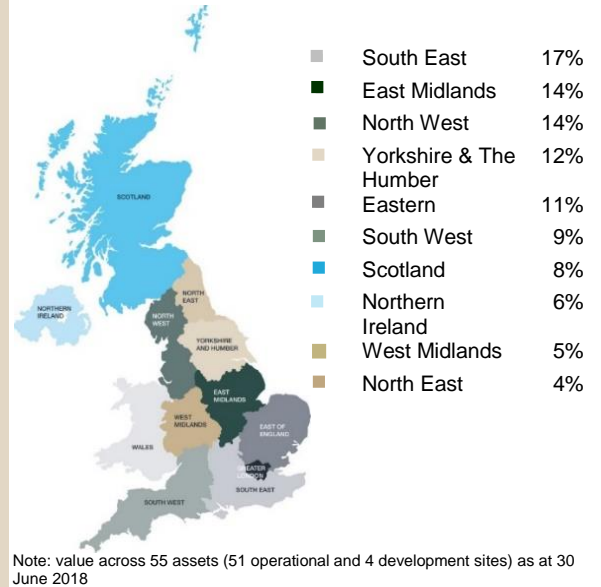 South East 17%
East Midlands 14%
North West 14%
Yorkshire & The 12%
Humber
Eastern 11%
South West 9%
Scotland 8%
Northern 6%
Ireland
West Midlands 5%
North East 4%
SCOTLAND
NORTHERN
IRELAND
NORTH
EAST
NORTH
WEST
YORKSHIRE
AND HUMBER
EAST
MIDLANDS
WEST
MIDLANDS
EAST OF
ENGLAND
WALES
GREATER
LONDON
SOUTH EAST
SOUTH WEST
Note: value across 55 assets (51 operational and 4 development sites) as at 30
June 2018